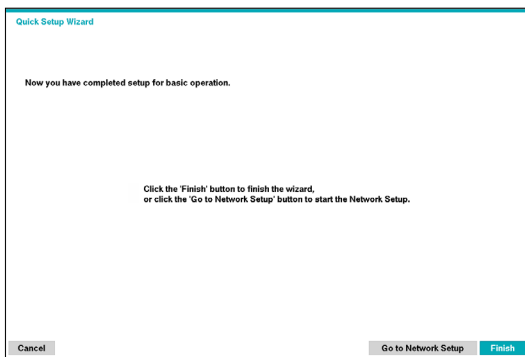 Quick Setup Wizard
Now you have completed setup for basic operation.
Click the 'Finish' button to finish the wizard,
or click the 'Go to Network Setup' button to start the Network Setup.
Cancel
Go to Network Setup
Finish